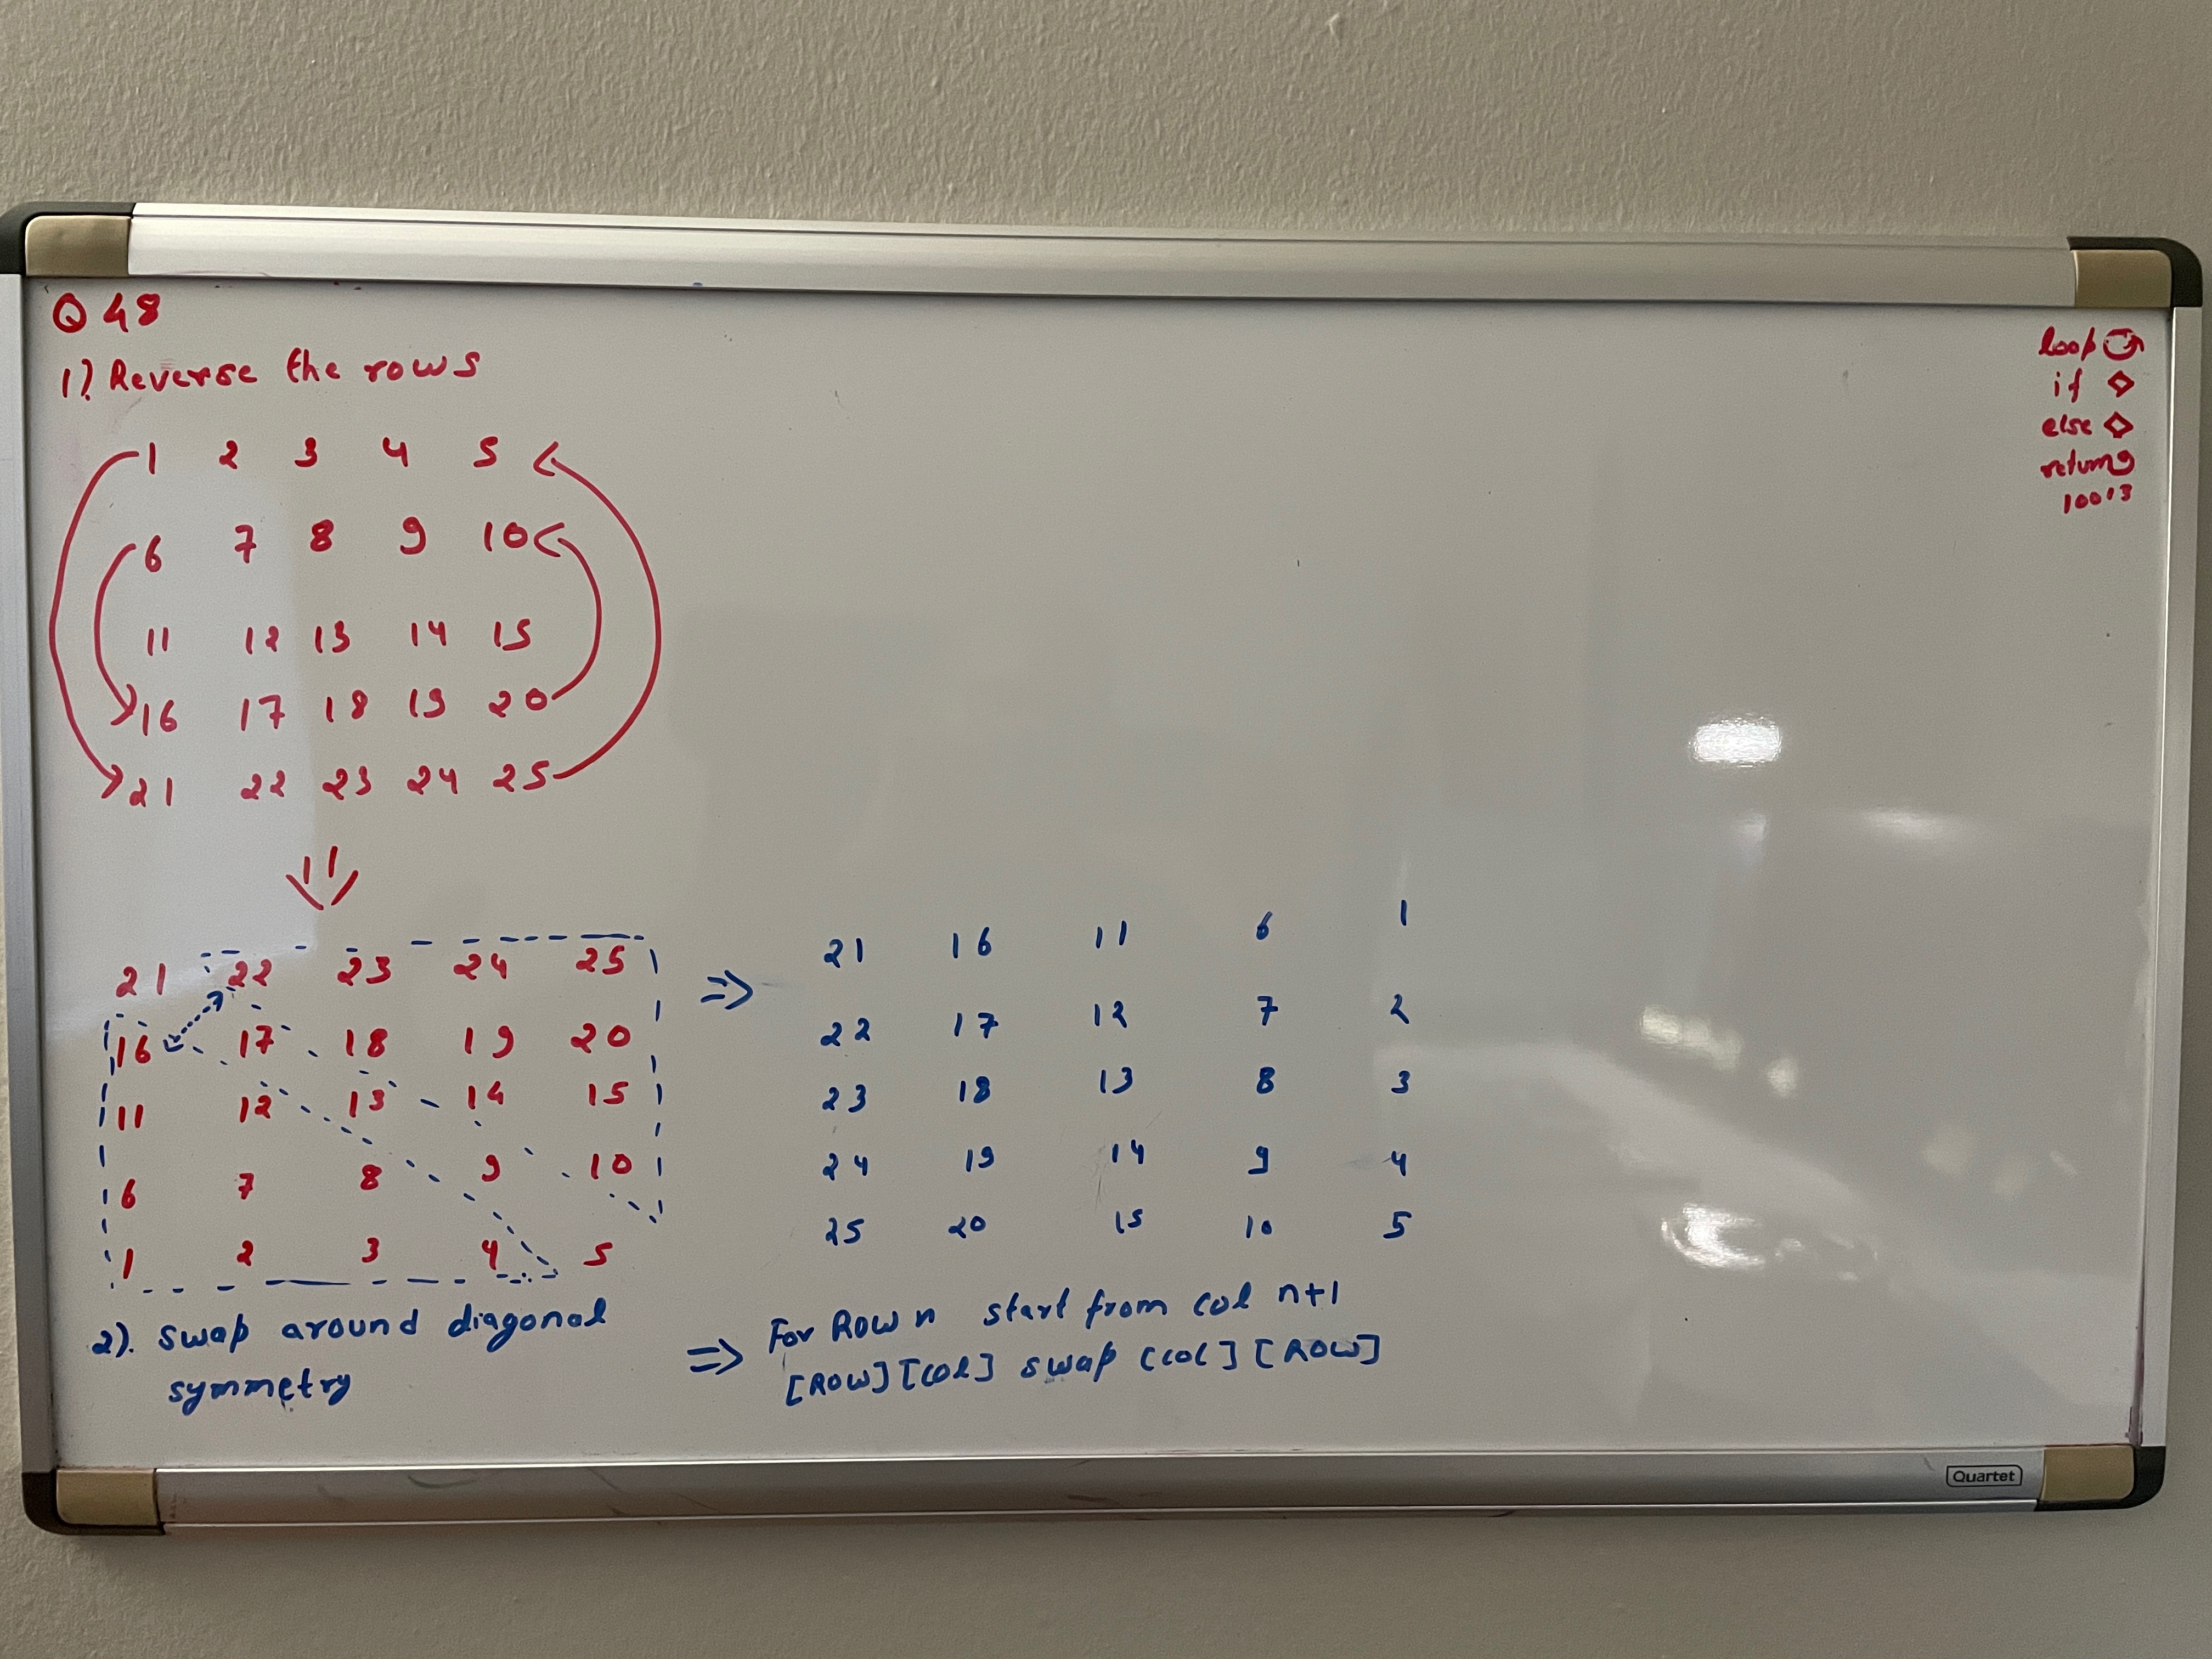 Q 48
1) Reverse the rows
1 2 3 4 5
6 7 8 9 10
11 12 13 14 15
16 17 18 19 20
21 22 23 24 25
21 22 23 24 25
16 17 18 19 20
11 12 13 14 15
6 7 8 9 10
1 2 3 4 5
2). swap around diagonal
symmetry
21 16 11 6 1
22 17 12 7 2
23 18 13 8 3
24 19 14 9 4
25 20 15 10 5
For Row n start from col n+1
[ROW][COL] swap [COL][ROW]
loop
if
else
return
Quartet